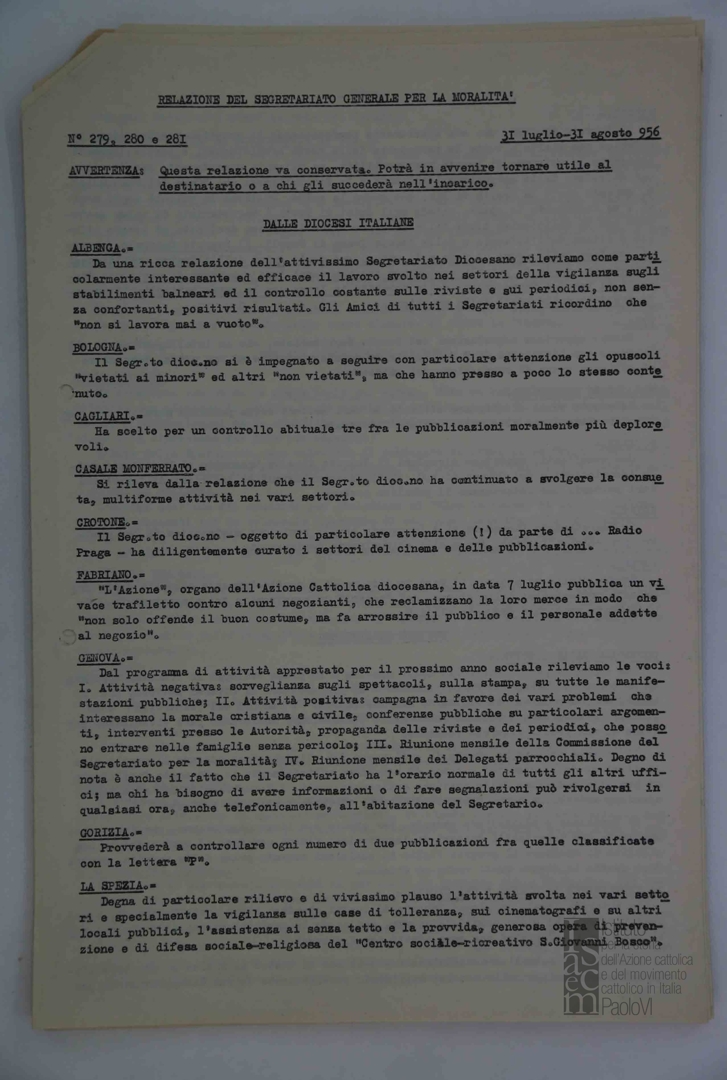 RELAZIONE DEL SEGRETARIATO GENERALE PER LA MORALITA'
N° 279, 280 e 281
31 luglio-31 agosto 956
AVVERTENZA: Questa relazione va conservata. Potrà in avvenire tornare utile al
destinatario o a chi gli succederà nell'incarico.
DALLE DIOCESI ITALIANE
ALBENGA.=
Da una ricca relazione dell'attivissimo Segretariato Diocesano rileviamo come parti
colarmente interessante ed efficace il lavoro svolto nei settori della vigilanza sugli
stabilimenti balneari ed il controllo costante sulle riviste e sui periodici, non sen-
za confortanti, positivi risultati. Gli Amici di tutti i Segretariati ricordino che
"non si lavora mai a vuoto".
BOLOGNA.=
Il Segr.to dioc.no si è impegnato a seguire con particolare attenzione gli opuscoli
"vietati ai minori" ed altri "non vietati", ma che hanno presso a poco lo stesso conte
nuto.
CAGLIARI.=
Ha scelto per un controllo abituale tre fra le pubblicazioni moralmente più deplore
voli.
CASALE MONFERRATO.=
Si rileva dalla relazione che il Segr.to dioc.no ha continuato a svolgere la consue
ta, multiforme attività nei vari settori.
CROTONE.=
Il Segr.to dioc.no - oggetto di particolare attenzione (!) da parte di ... Radio
Praga - ha diligentemente curato i settori del cinema e delle pubblicazioni.
FABRIANO.=
"L'Azione", organo dell'Azione Cattolica diocesana, in data 7 luglio pubblica un vi
vace trafiletto contro alcuni negozianti, che reclamizzano la loro merce in modo che
"non solo offende il buon costume, ma fa arrossire il pubblico e il personale addette
al negozio".
GENOVA.=
Dal programma di attività apprestato per il prossimo anno sociale rileviamo le voci:
I. Attività negativa: sorveglianza sugli spettacoli, sulla stampa, su tutte le manife-
stazioni pubbliche; II. Attività positiva: campagna in favore dei vari problemi che
interessano la morale cristiana e civile, conferenze pubbliche su particolari argomen-
ti, interventi presso le Autorità, propaganda delle riviste e dei periodici, che posso
no entrare nelle famiglie senza pericolo; III. Riunione mensile della Commissione del
Segretariato per la moralità; IV. Riunione mensile dei Delegati parrocchiali. Degno di
nota è anche il fatto che il Segretariato ha l'orario normale di tutti gli altri uffi-
ci; ma chi ha bisogno di avere informazioni o di fare segnalazioni può rivolgersi in
qualsiasi ora, anche telefonicamente, all'abitazione del Segretario.
GORIZIA.=
Provvederà a controllare ogni numero di due pubblicazioni fra quelle classificate
con la lettera "P".
LA SPEZIA.=
Degna di particolare rilievo e di vivissimo plauso l'attività svolta nei vari setto
ri e specialmente la vigilanza sulle case di tolleranza, sui cinematografi e su altri
locali pubblici, l'assistenza ai senza tetto e la provvida, generosa opera di preven-
zione e di difesa sociale-religiosa del "Centro sociale-ricreativo S.Giovanni Bosco".
Istituto
per la storia
dell'Azione cattolica
e del movimento
cattolico in Italia
PaoloVI